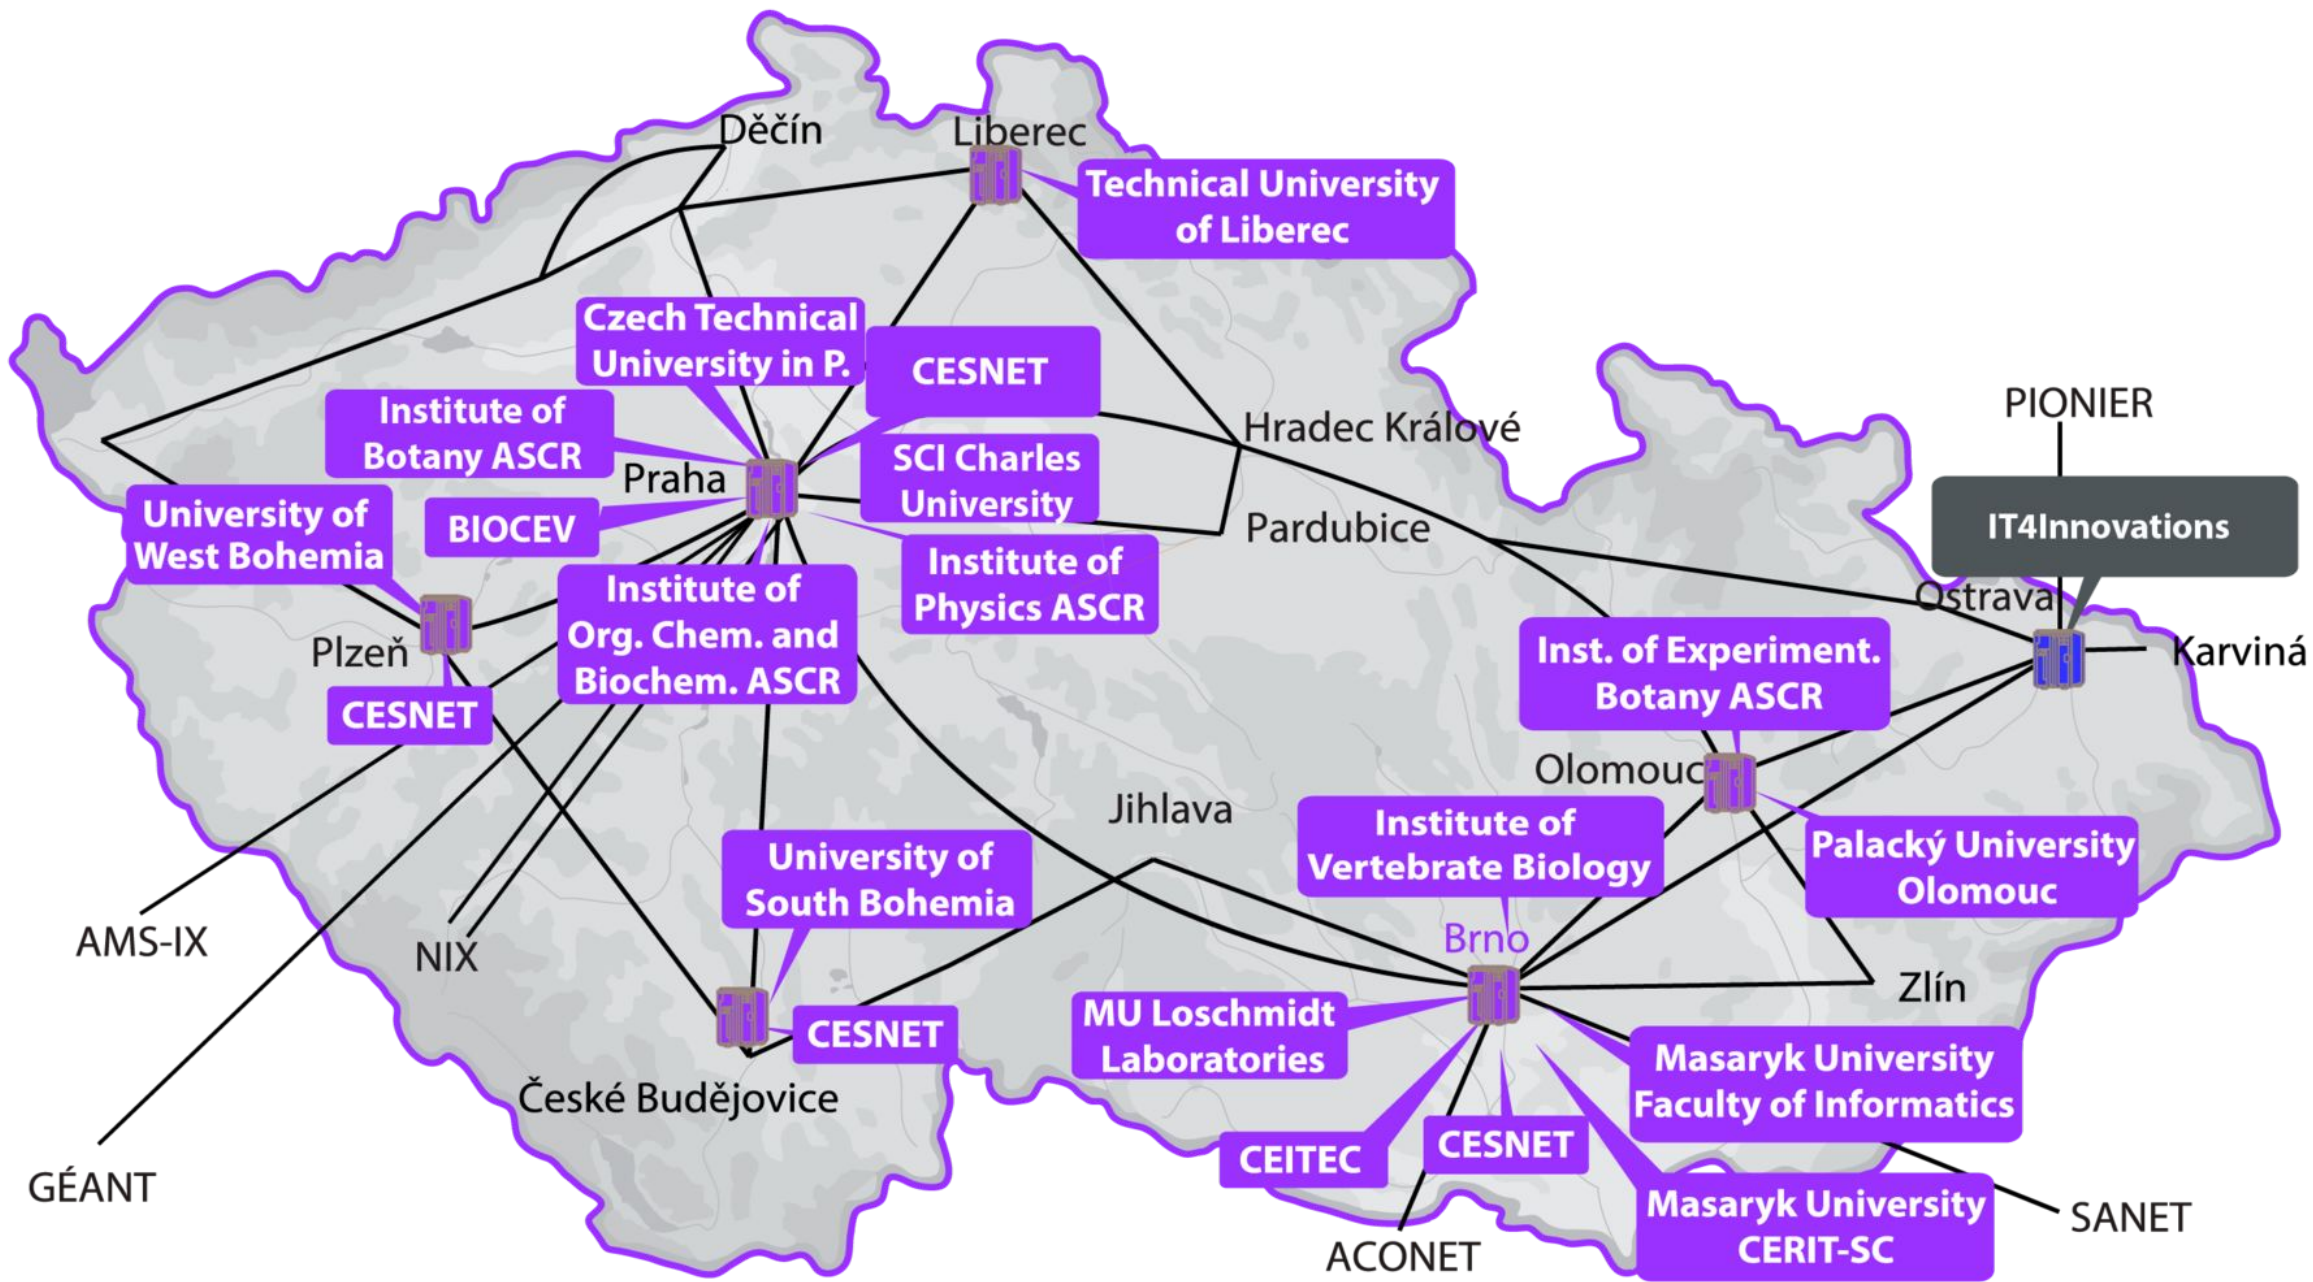 Děčín
Liberec
Technical University
of Liberec
Czech Technical
University in P.
CESNET
Institute of
Botany ASCR
Praha
SCI Charles
University
Hradec Králové
PIONIER
University of
West Bohemia
BIOCEV
Pardubice
IT4Innovations
Institute of
Physics ASCR
Institute of
Org. Chem. and
Biochem. ASCR
Ostrava
Karviná
Plzeň
CESNET
Inst. of Experiment.
Botany ASCR
Olomouc
Jihlava
Institute of
Vertebrate Biology
Palacký University
Olomouc
University of
South Bohemia
AMS-IX
NIX
Brno
Zlín
CESNET
MU Loschmidt
Laboratories
Masaryk University
Faculty of Informatics
České Budějovice
CEITEC
CESNET
GÉANT
Masaryk University
CERIT-SC
SANET
ACONET